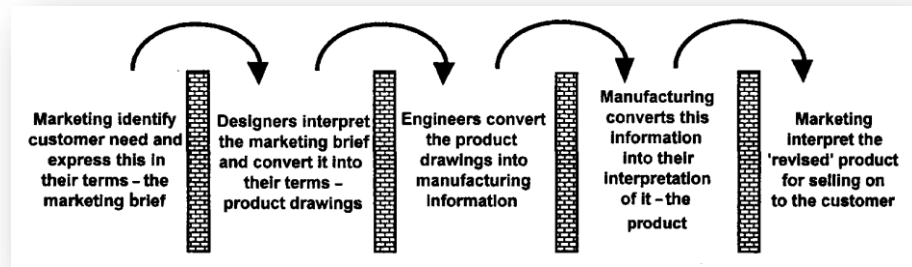 Marketing identify
customer need and
express this in
their terms – the
marketing brief
Designers interpret
the marketing brief
and convert it into
their terms –
product drawings
Engineers convert
the product
drawings into
manufacturing
information
Manufacturing
converts this
information
into their
interpretation
of it – the
product
Marketing
interpret the
'revised' product
for selling on
to the customer